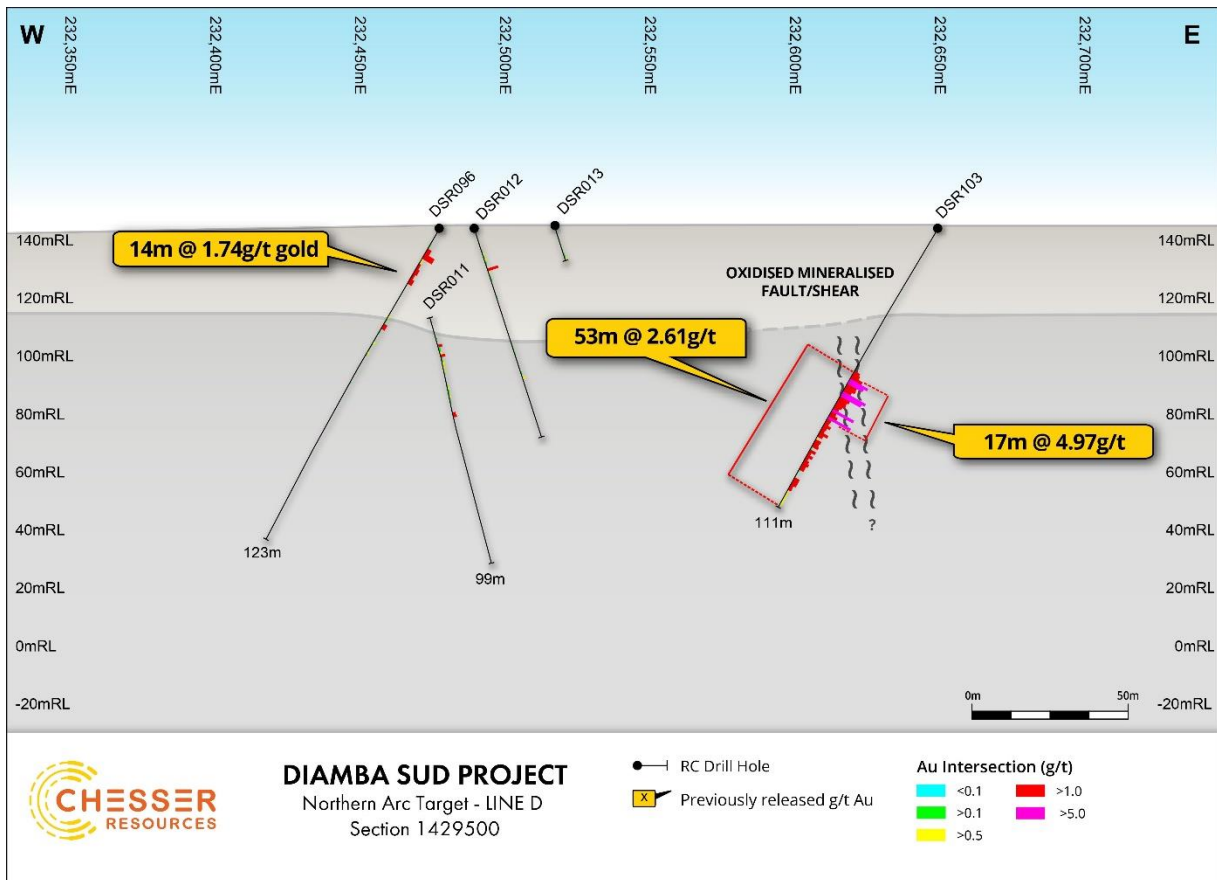 W
232,350mE
232,400mE
232,450mE
232,500mE
232,550mE
232,600mE
232,650mE
232,700mE
E
DSR096
DSR012
DSR013
DSR103
140mRL
14m @ 1.74g/t gold
140mRL
OXIDISED MINERALISED
FAULT/SHEAR
DSR011
120mRL
120mRL
53m @ 2.61g/t
100mRL
100mRL
80mRL
80mRL
17m @ 4.97g/t
60mRL
60mRL
111m
?
40mRL
40mRL
123m
99m
20mRL
20mRL
0mRL
0mRL
0m
50m
-20mRL
-20mRL
CHESSER
RESOURCES
DIAMBA SUD PROJECT
Northern Arc Target - LINE D
Section 1429500
RC Drill Hole
X Previously released g/t Au
Au Intersection (g/t)
<0.1
>0.1
>0.5
>1.0
>5.0